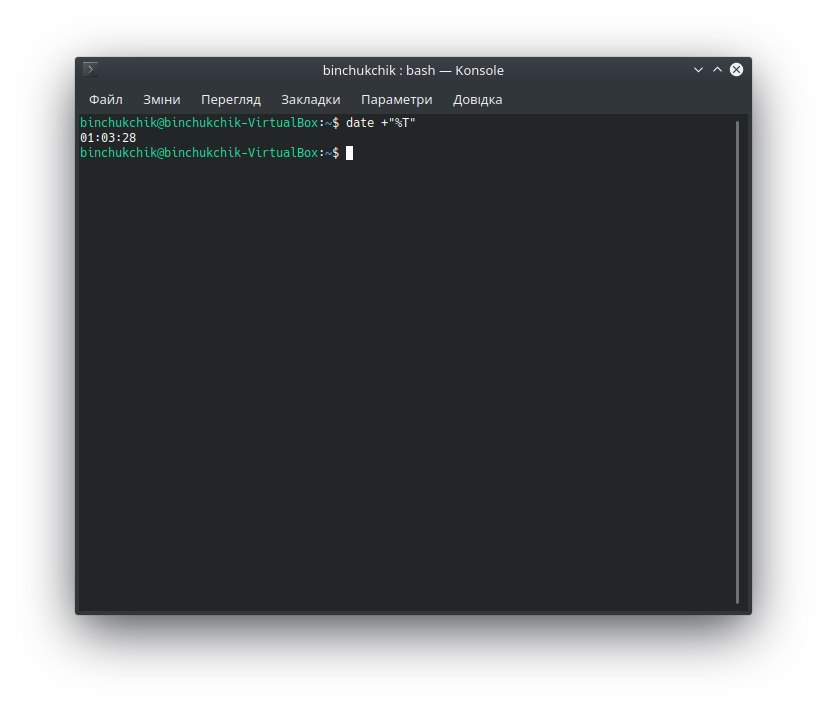 binchukchik : bash — Konsole
Файл Зміни Перегляд Закладки Параметри Довідка
binchukchik@binchukchik-VirtualBox:~$ date +"%T"
01:03:28
binchukchik@binchukchik-VirtualBox:~$